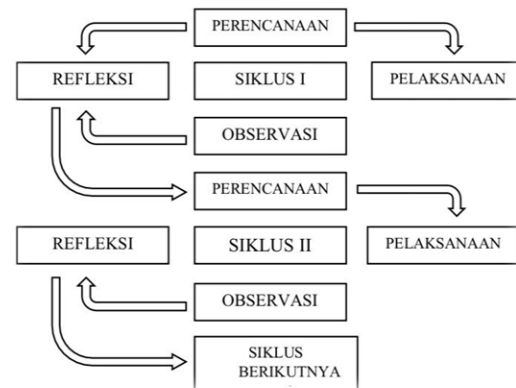 PERENCANAAN
REFLEKSI
SIKLUS I
PELAKSANAAN
OBSERVASI
PERENCANAAN
REFLEKSI
SIKLUS II
PELAKSANAAN
OBSERVASI
SIKLUS
BERIKUTNYA